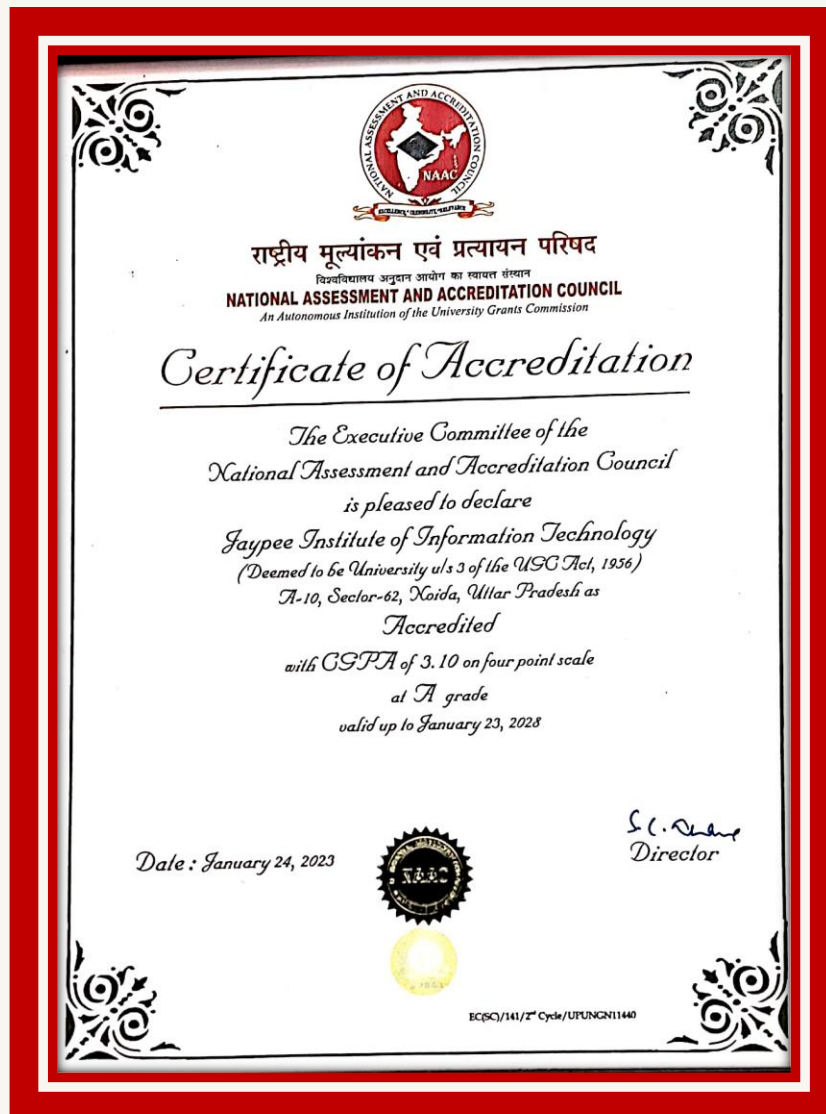 NATIONAL ASSESSMENT AND ACCREDITATION COUNCIL
NAAC
राष्ट्रीय मूल्यांकन एवं प्रत्यायन परिषद
विश्वविद्यालय अनुदान आयोग का स्वायत्त संस्थान
NATIONAL ASSESSMENT AND ACCREDITATION COUNCIL
An Autonomous Institution of the University Grants Commission
Certificate of Accreditation
The Executive Committee of the
National Assessment and Accreditation Council
is pleased to declare
Jaypee Institute of Information Technology
(Deemed to be University u/s 3 of the UGC Act, 1956)
A-10, Sector-62, Noida, Uttar Pradesh as
Accredited
with CGPA of 3.10 on four point scale
at A grade
valid up to January 23, 2028
S.C.
Date : January 24, 2023
Director
NAAC
EC(SC)/141/2nd Cycle/UPUNGN11440